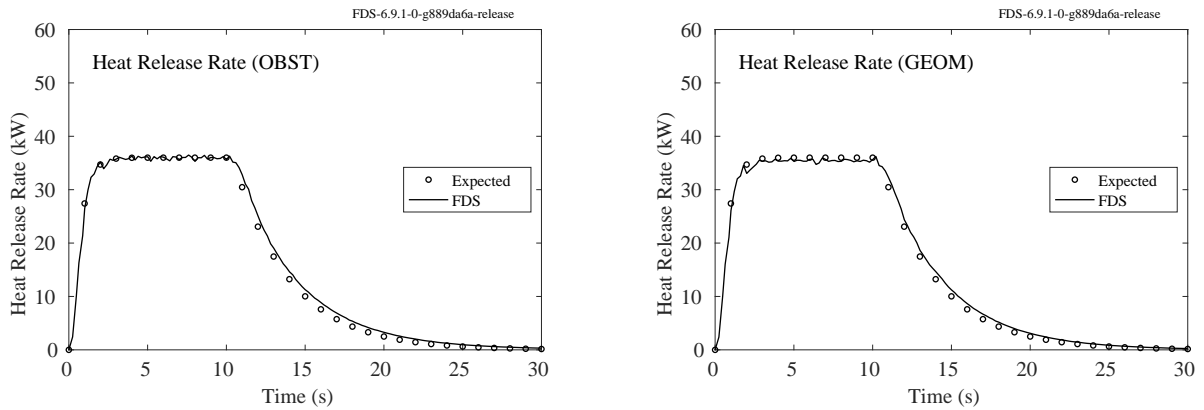 FDS-6.9.1-0-g889da6a-release
Heat Release Rate (OBST)
Heat Release Rate (kW)
60
50
40
30
20
10
0
Expected
FDS
0 5 10 15 20 25 30
Time (s)
FDS-6.9.1-0-g889da6a-release
Heat Release Rate (GEOM)
Heat Release Rate (kW)
60
50
40
30
20
10
0
Expected
FDS
0 5 10 15 20 25 30
Time (s)